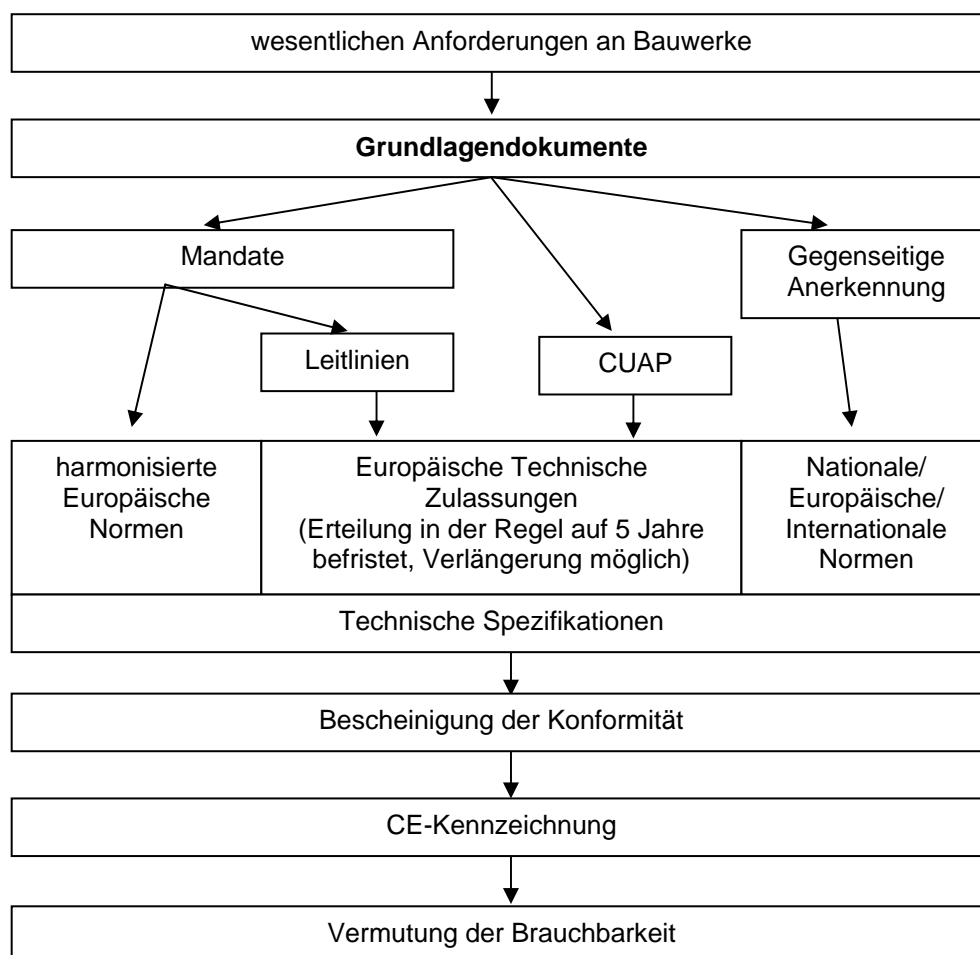 wesentlichen Anforderungen an Bauwerke
Grundlagendokumente
Mandate
Gegenseitige
Anerkennung
Leitlinien
CUAP
harmonisierte
Europäische
Normen
Europäische Technische
Zulassungen
(Erteilung in der Regel auf 5 Jahre
befristet, Verlängerung möglich)
Nationale/
Europäische/
Internationale
Normen
Technische Spezifikationen
Bescheinigung der Konformität
CE-Kennzeichnung
Vermutung der Brauchbarkeit